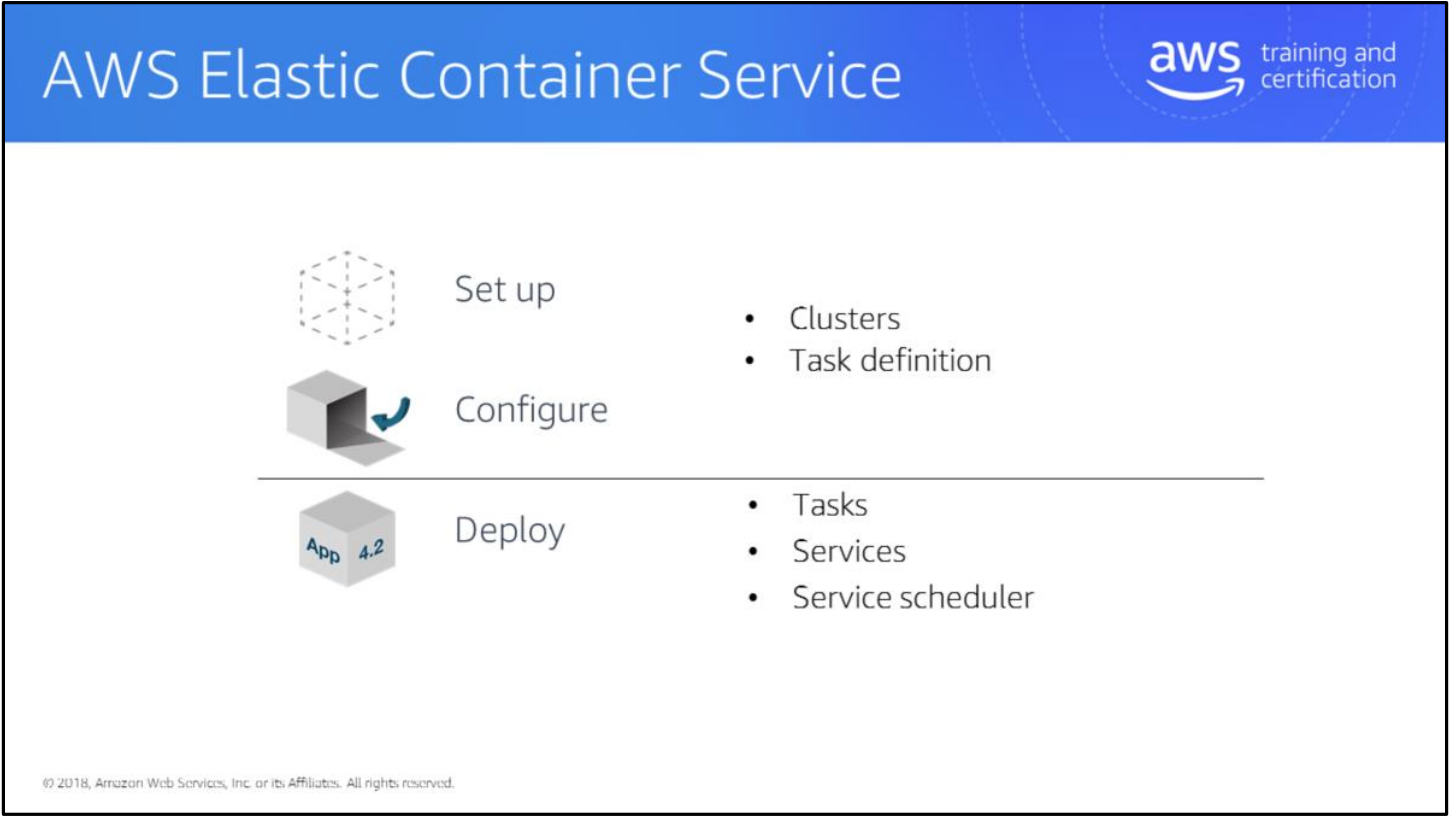 AWS Elastic Container Service
aws training and
certification
Set up
• Clusters
• Task definition
Configure
App 4.2
Deploy
• Tasks
• Services
• Service scheduler
© 2018, Amazon Web Services, Inc. or its Affiliates. All rights reserved.